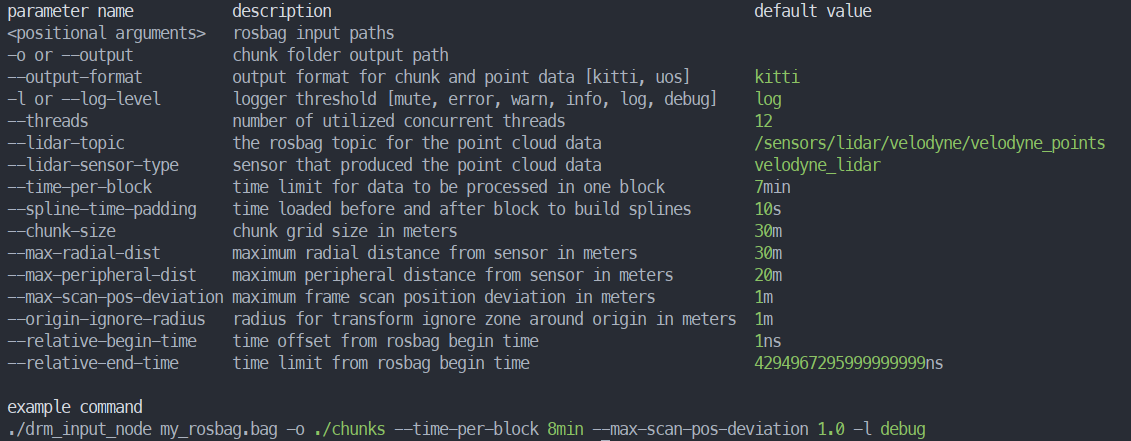 parameter name description default value
<positional arguments> rosbag input paths
-o or --output chunk folder output path
--output-format output format for chunk and point data [kitti, uos] kitti
-l or --log-level logger threshold [mute, error, warn, info, log, debug] log
--threads number of utilized concurrent threads 12
--lidar-topic the rosbag topic for the point cloud data /sensors/lidar/velodyne/velodyne_points
--lidar-sensor-type sensor that produced the point cloud data velodyne_lidar
--time-per-block time limit for data to be processed in one block 7min
--spline-time-padding time loaded before and after block to build splines 10s
--chunk-size chunk grid size in meters 30m
--max-radial-dist maximum radial distance from sensor in meters 30m
--max-peripheral-dist maximum peripheral distance from sensor in meters 20m
--max-scan-pos-deviation maximum frame scan position deviation in meters 1m
--origin-ignore-radius radius for transform ignore zone around origin in meters 1m
--relative-begin-time time offset from rosbag begin time 1ns
--relative-end-time time limit from rosbag begin time 4294967295999999999ns
example command
./drm_input_node my_rosbag.bag -o ./chunks --time-per-block 8min --max-scan-pos-deviation 1.0 -l debug